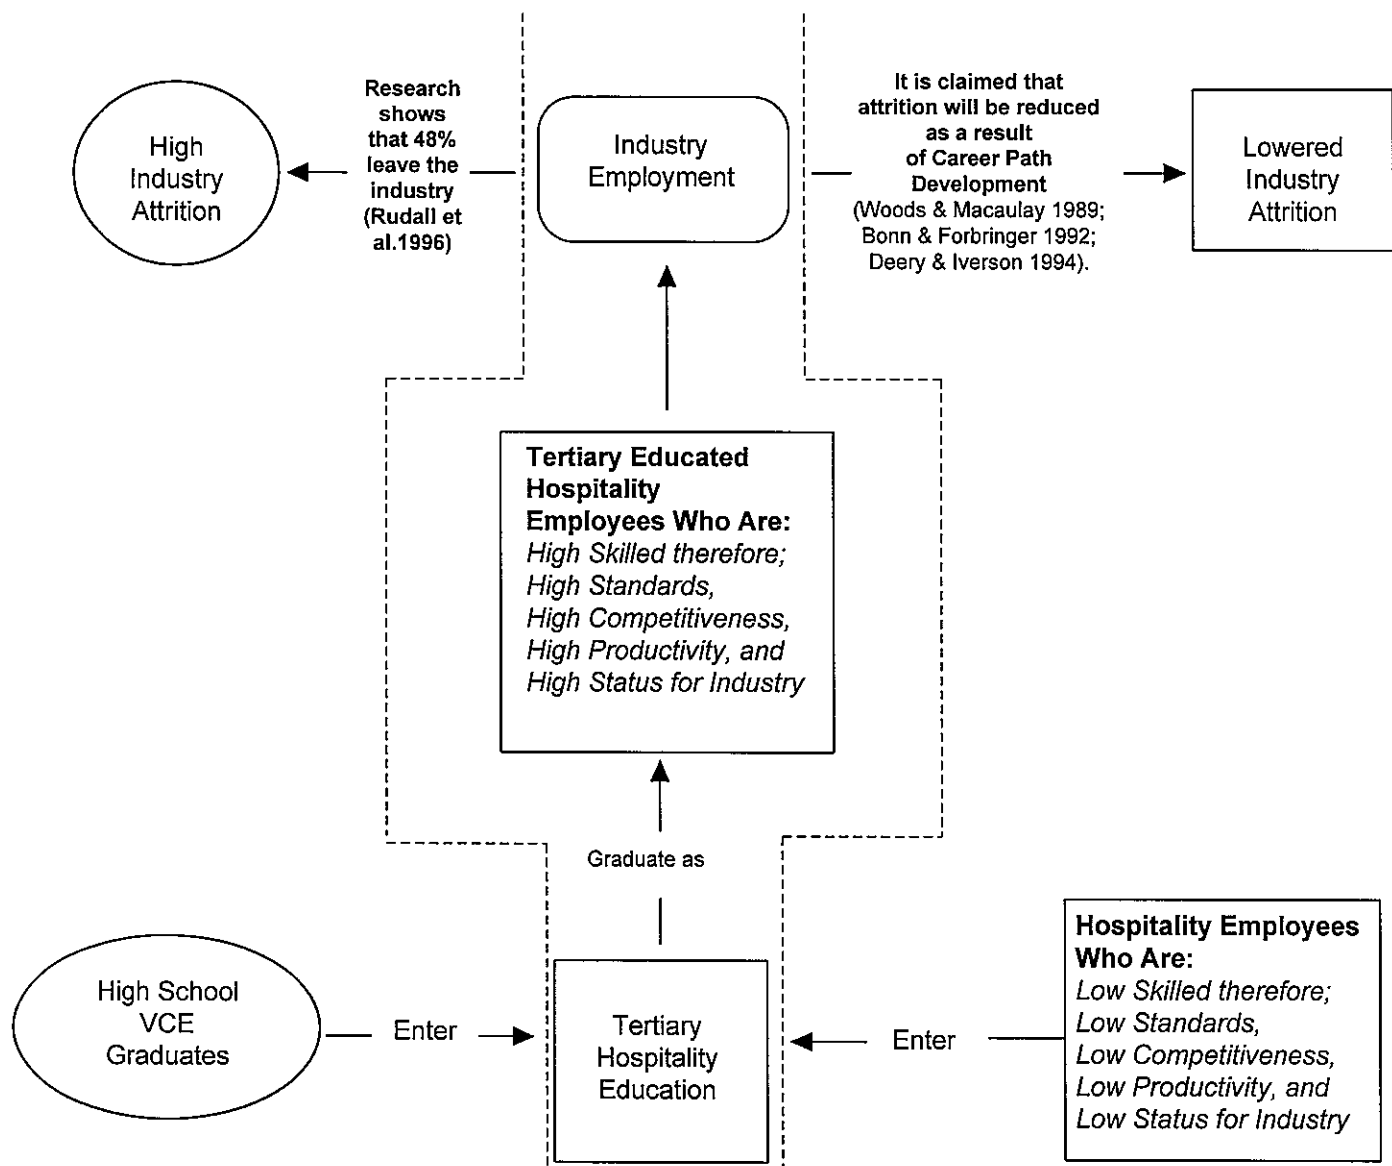 High
Industry
Attrition
Research
shows
that 48%
leave the
industry
(Rudall et
al.1996)
Industry
Employment
It is claimed that
attrition will be reduced
as a result
of Career Path
Development
(Woods & Macaulay 1989;
Bonn & Forbringer 1992;
Deery & Iverson 1994).
Lowered
Industry
Attrition
Tertiary Educated
Hospitality
Employees Who Are:
High Skilled therefore;
High Standards,
High Competitiveness,
High Productivity, and
High Status for Industry
Graduate as
High School
VCE
Graduates
Enter
Tertiary
Hospitality
Education
Enter
Hospitality Employees
Who Are:
Low Skilled therefore;
Low Standards,
Low Competitiveness,
Low Productivity, and
Low Status for Industry